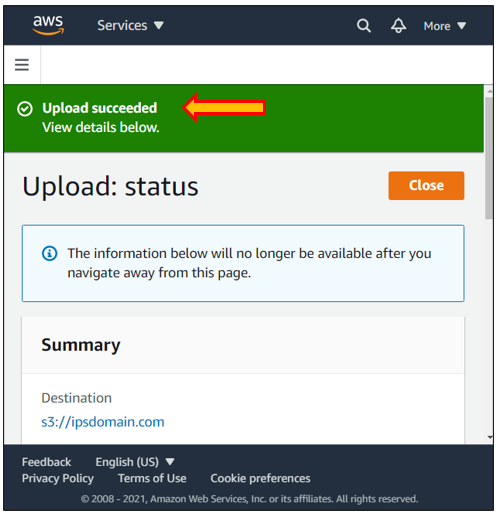 aws Services More
Upload succeeded
View details below.
Upload: status Close
The information below will no longer be available after you
navigate away from this page.
Summary
Destination
s3://ipsdomain.com
Feedback English (US)
Privacy Policy Terms of Use Cookie preferences
© 2008 - 2021, Amazon Web Services, Inc. or its affiliates. All rights reserved.